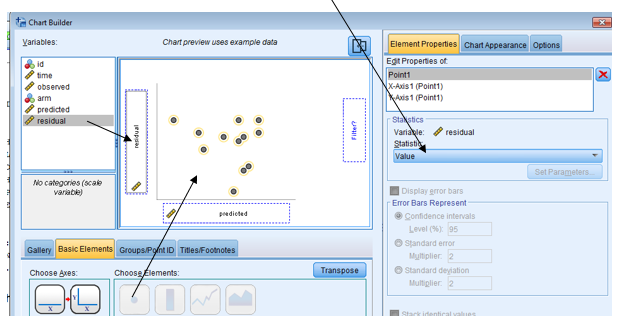 Chart Builder
Variables:
Chart preview uses example data
id
time
observed
arm
predicted
residual
No categories (scale
variable)
residual
predicted
Filter?
Gallery
Basic Elements
Groups/Point ID
Titles/Footnotes
Choose Axes:
Choose Elements:
Transpose
X
Y
X
Element Properties
Chart Appearance
Options
Edit Properties of:
Point1
X-Axis1 (Point1)
Y-Axis1 (Point1)
Statistics
Variable:
residual
Statistic:
Value
Set Parameters...
Display error bars
Error Bars Represent
Confidence intervals
Level (%):
95
Standard error
Multiplier:
2
Standard deviation
Multiplier:
2
Stack identical values